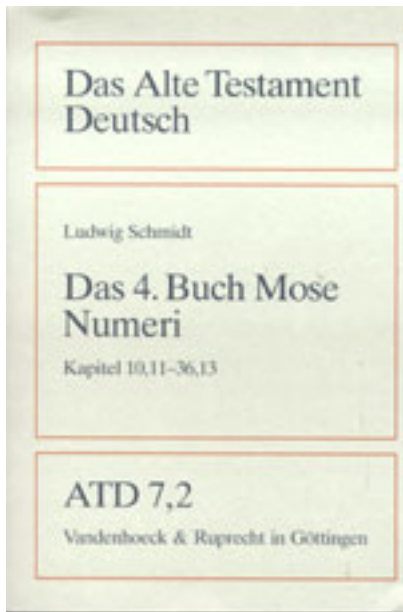 Das Alte Testament
Deutsch
Ludwig Schmidt
Das 4. Buch Mose
Numeri
Kapitel 10,11–36,13
ATD 7,2
Vandenhoeck & Ruprecht in Göttingen